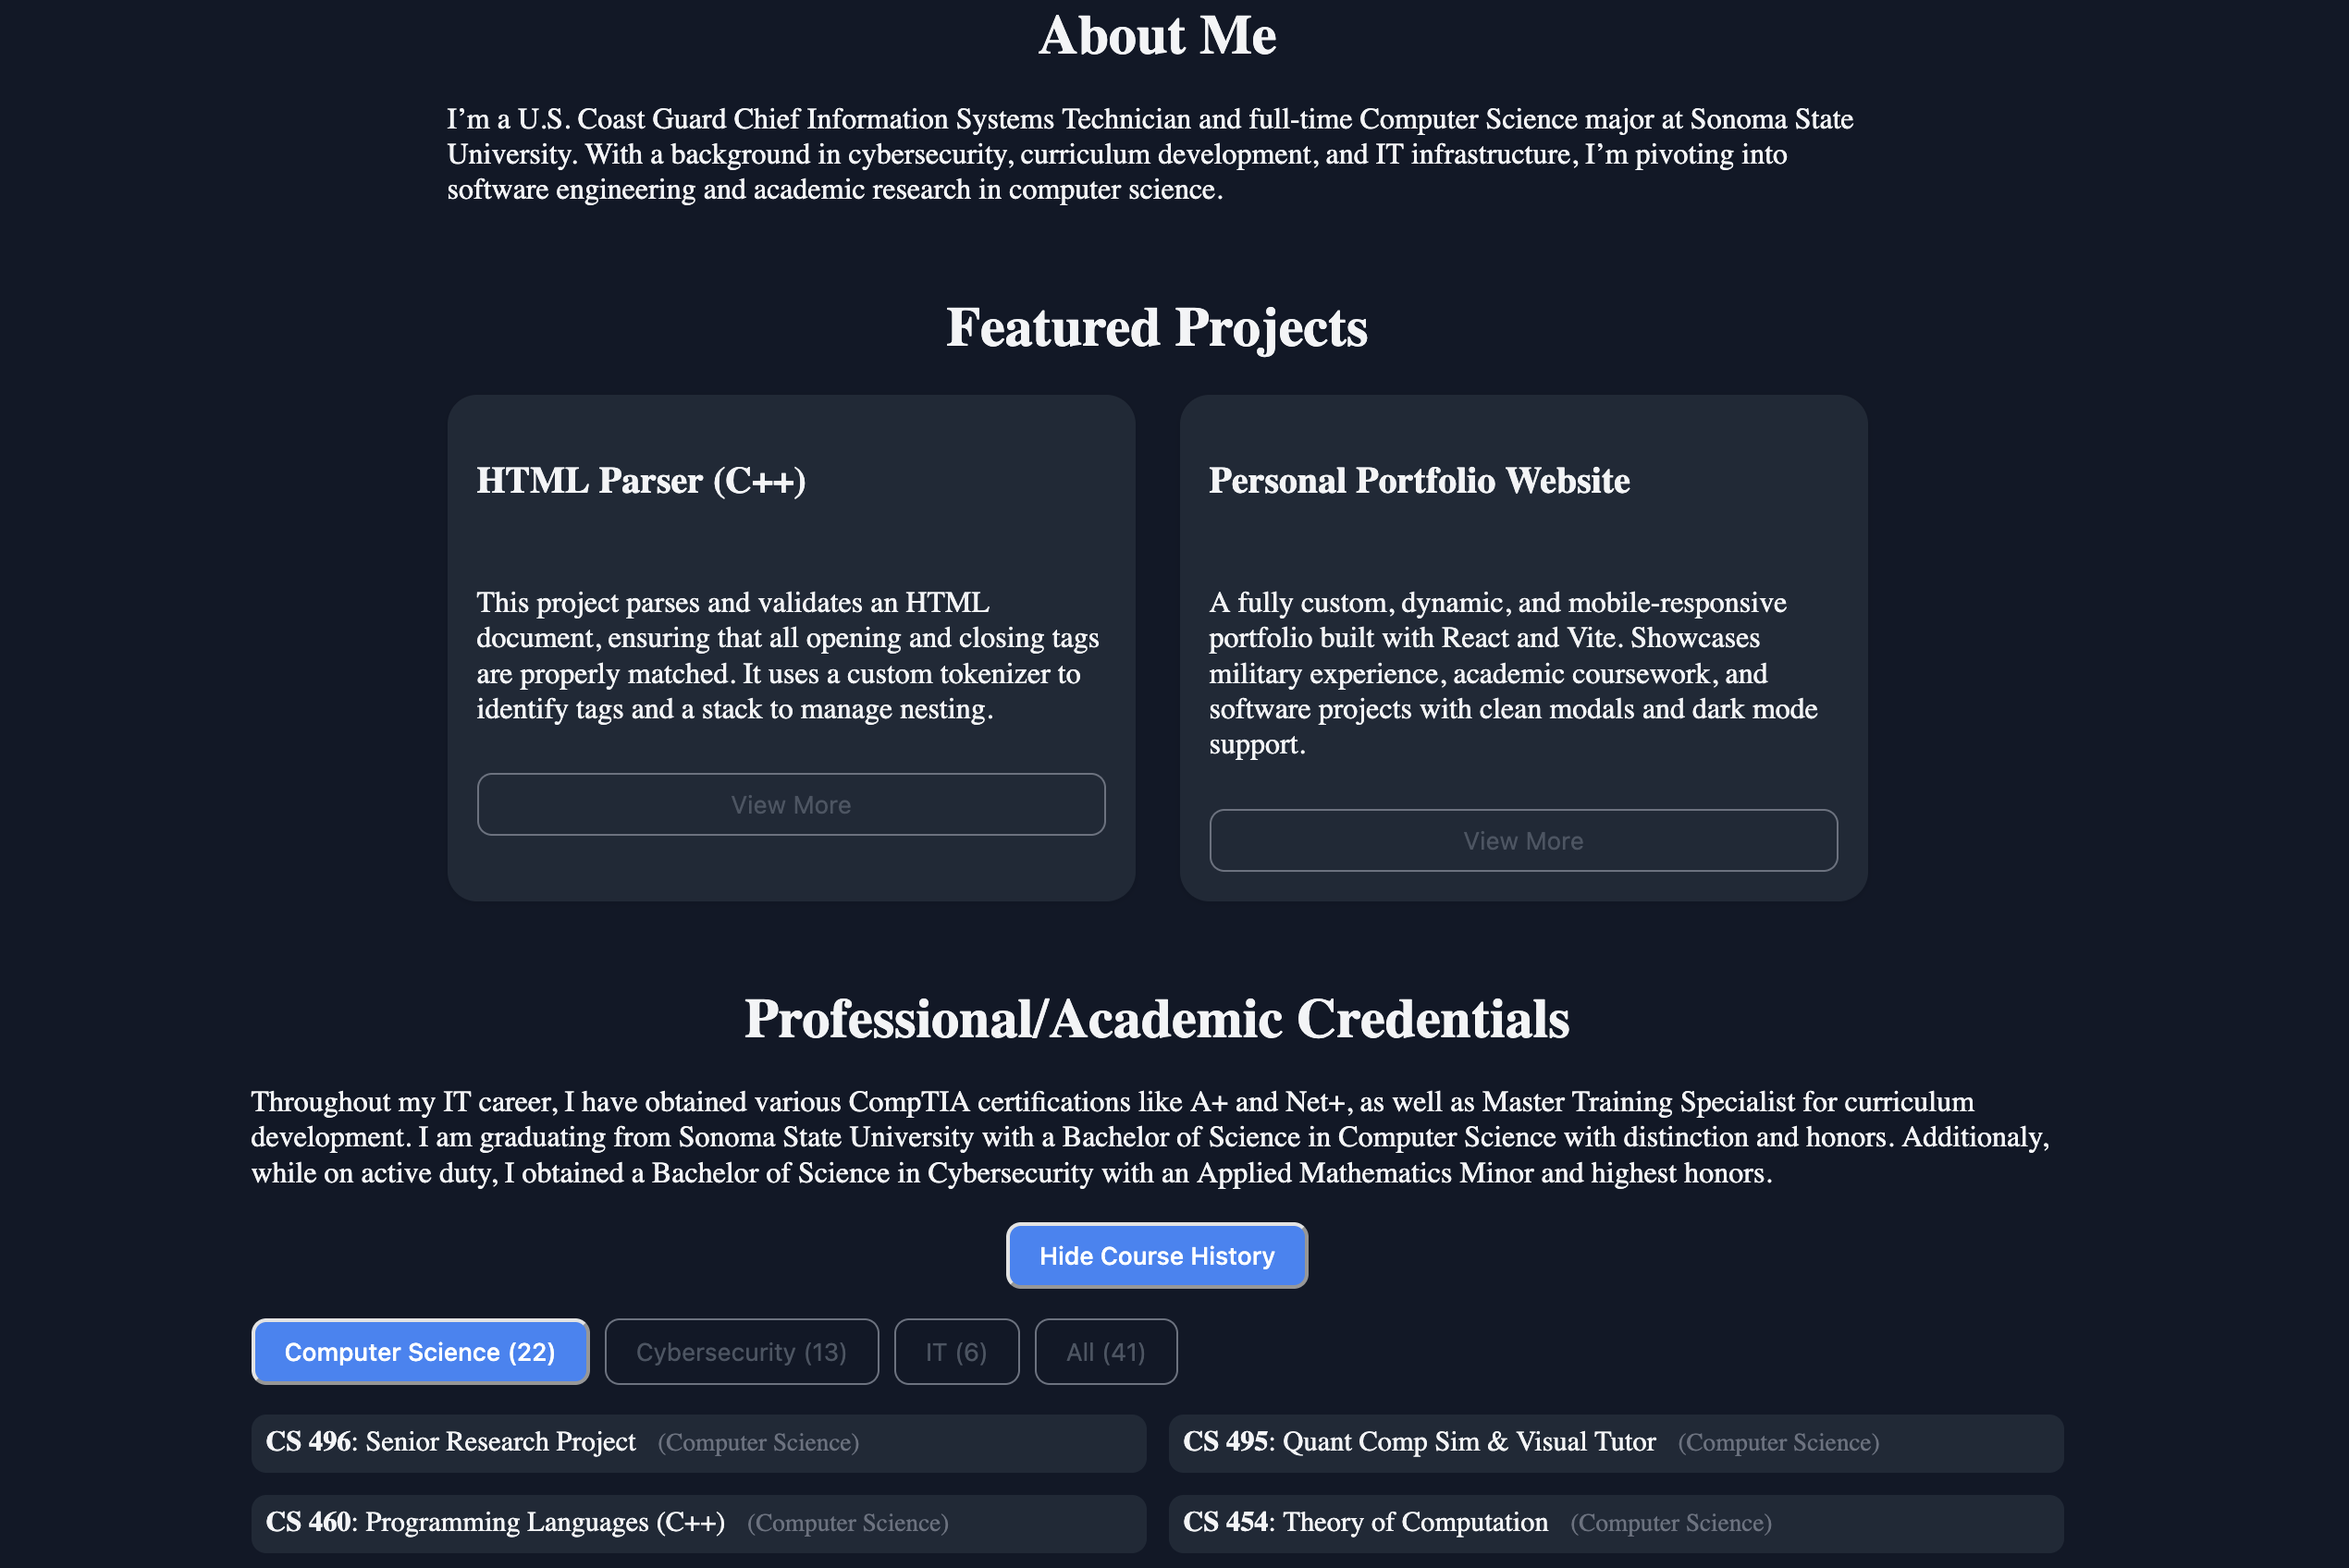 About Me
I’m a U.S. Coast Guard Chief Information Systems Technician and full-time Computer Science major at Sonoma State
University. With a background in cybersecurity, curriculum development, and IT infrastructure, I’m pivoting into
software engineering and academic research in computer science.
Featured Projects
HTML Parser (C++)
This project parses and validates an HTML
document, ensuring that all opening and closing tags
are properly matched. It uses a custom tokenizer to
identify tags and a stack to manage nesting.
View More
Personal Portfolio Website
A fully custom, dynamic, and mobile-responsive
portfolio built with React and Vite. Showcases
military experience, academic coursework, and
software projects with clean modals and dark mode
support.
View More
Professional/Academic Credentials
Throughout my IT career, I have obtained various CompTIA certifications like A+ and Net+, as well as Master Training Specialist for curriculum
development. I am graduating from Sonoma State University with a Bachelor of Science in Computer Science with distinction and honors. Additionaly,
while on active duty, I obtained a Bachelor of Science in Cybersecurity with an Applied Mathematics Minor and highest honors.
Hide Course History
Computer Science (22) Cybersecurity (13) IT (6) All (41)
CS 496: Senior Research Project (Computer Science)
CS 495: Quant Comp Sim & Visual Tutor (Computer Science)
CS 460: Programming Languages (C++) (Computer Science)
CS 454: Theory of Computation (Computer Science)